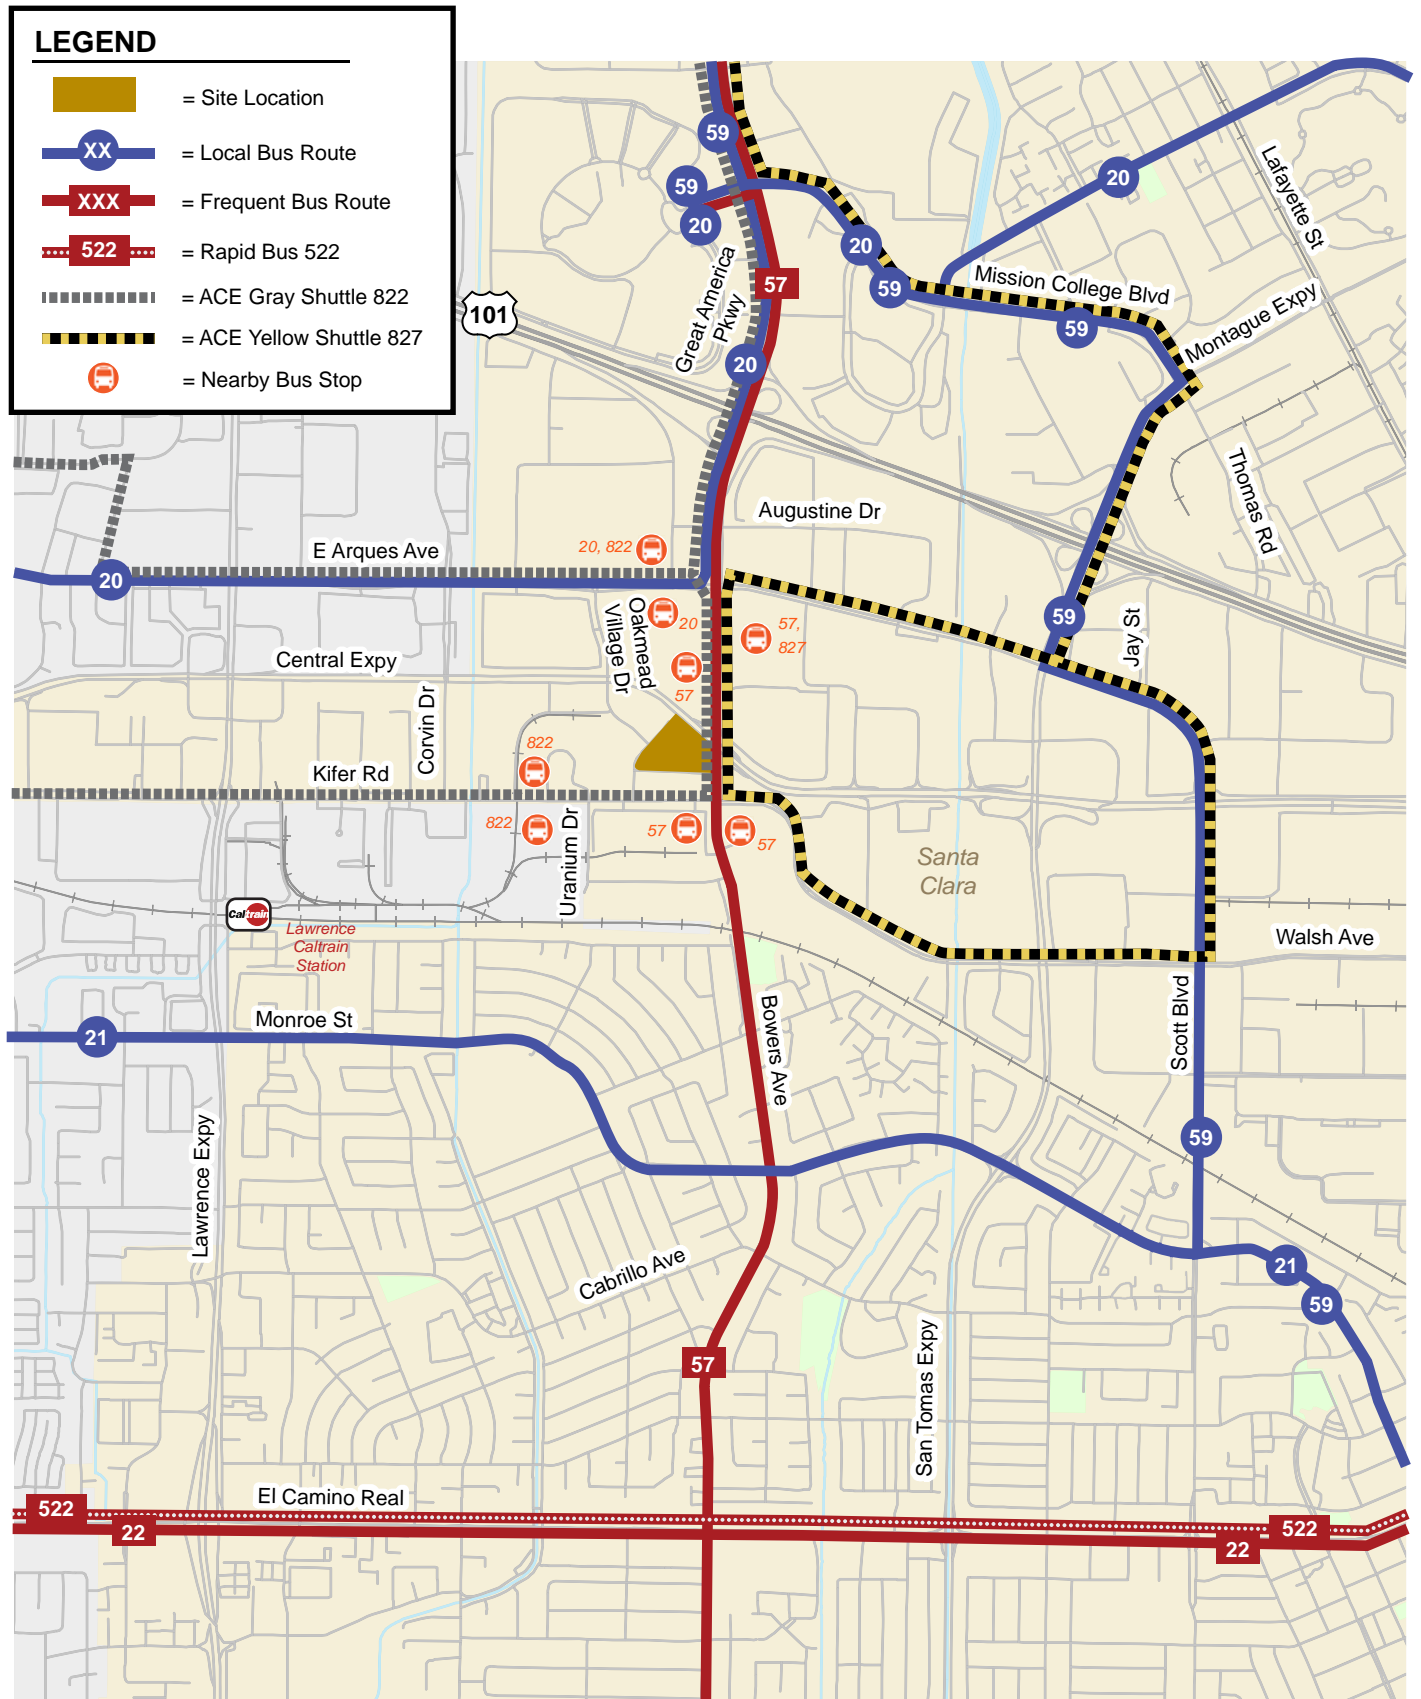 LEGEND
= Site Location
XX = Local Bus Route
XXX = Frequent Bus Route
522 = Rapid Bus 522
= ACE Gray Shuttle 822
= ACE Yellow Shuttle 827
= Nearby Bus Stop
59
59
20
20
59
20
Lafayette St
Mission College Blvd
59
Montague Expy
57
Great America
Pkwy
101
20
Thomas Rd
Augustine Dr
E Arques Ave
20, 822
20
Oakmead
Village Dr
20
57,
827
59
Jay St
Central Expy
57
Corvin Dr
822
Kifer Rd
822
Uranium Dr
57
57
Santa
Clara
Caltrain
Lawrence
Caltrain
Station
Walsh Ave
Scott Blvd
Monroe St
21
Bowers Ave
59
Lawrence Expy
Cabrillo Ave
21
59
57
San Tomas Expy
El Camino Real
522
22
522
22